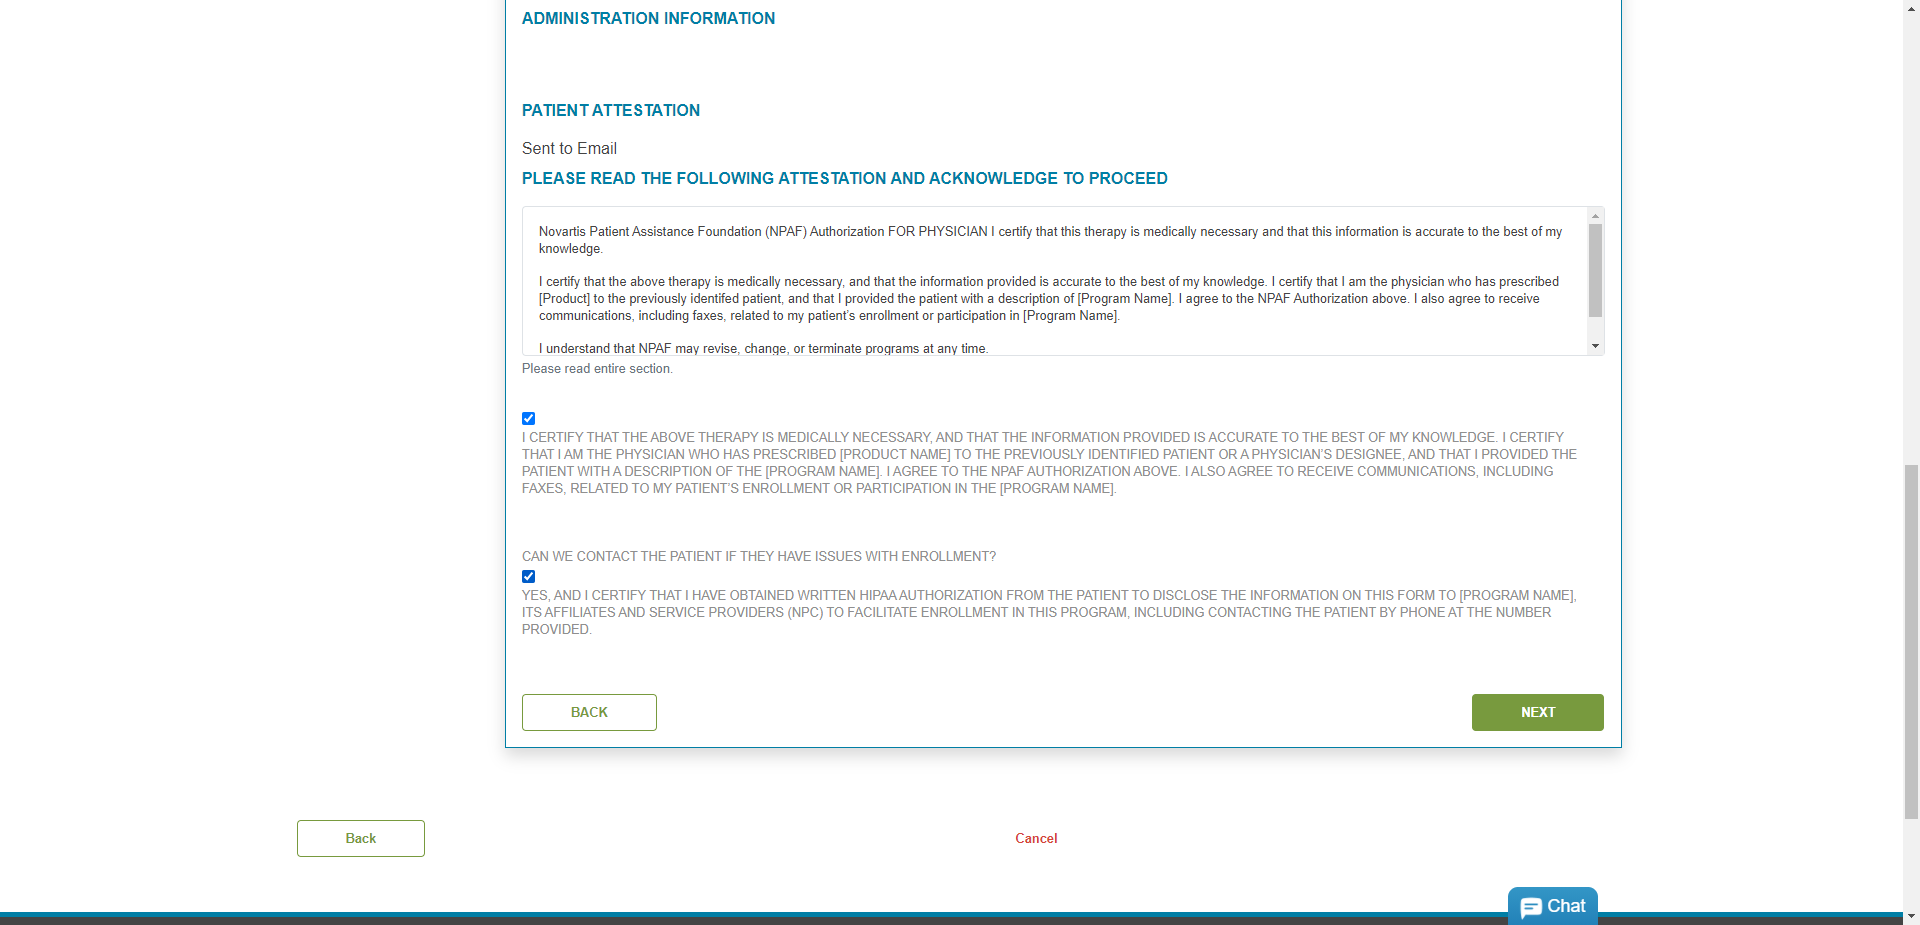 ADMINISTRATION INFORMATION
PATIENT ATTESTATION
Sent to Email
PLEASE READ THE FOLLOWING ATTESTATION AND ACKNOWLEDGE TO PROCEED
Novartis Patient Assistance Foundation (NPAF) Authorization FOR PHYSICIAN I certify that this therapy is medically necessary and that this information is accurate to the best of my
knowledge.
I certify that the above therapy is medically necessary, and that the information provided is accurate to the best of my knowledge. I certify that I am the physician who has prescribed
[Product] to the previously identifed patient, and that I provided the patient with a description of [Program Name]. I agree to the NPAF Authorization above. I also agree to receive
communications, including faxes, related to my patient’s enrollment or participation in [Program Name].
I understand that NPAF may revise, change, or terminate programs at any time.
Please read entire section.
I CERTIFY THAT THE ABOVE THERAPY IS MEDICALLY NECESSARY, AND THAT THE INFORMATION PROVIDED IS ACCURATE TO THE BEST OF MY KNOWLEDGE. I CERTIFY
THAT I AM THE PHYSICIAN WHO HAS PRESCRIBED [PRODUCT NAME] TO THE PREVIOUSLY IDENTIFIED PATIENT OR A PHYSICIAN’S DESIGNEE, AND THAT I PROVIDED THE
PATIENT WITH A DESCRIPTION OF THE [PROGRAM NAME]. I AGREE TO THE NPAF AUTHORIZATION ABOVE. I ALSO AGREE TO RECEIVE COMMUNICATIONS, INCLUDING
FAXES, RELATED TO MY PATIENT’S ENROLLMENT OR PARTICIPATION IN THE [PROGRAM NAME].
CAN WE CONTACT THE PATIENT IF THEY HAVE ISSUES WITH ENROLLMENT?
YES, AND I CERTIFY THAT I HAVE OBTAINED WRITTEN HIPAA AUTHORIZATION FROM THE PATIENT TO DISCLOSE THE INFORMATION ON THIS FORM TO [PROGRAM NAME],
ITS AFFILIATES AND SERVICE PROVIDERS (NPC) TO FACILITATE ENROLLMENT IN THIS PROGRAM, INCLUDING CONTACTING THE PATIENT BY PHONE AT THE NUMBER
PROVIDED.
BACK
NEXT
Back
Cancel
Chat